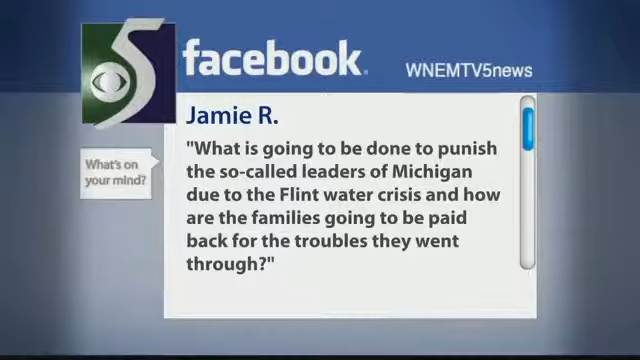 5
facebook.
WNEMTV5news
Jamie R.
What's on
your mind?
"What is going to be done to punish
the so-called leaders of Michigan
due to the Flint water crisis and how
are the families going to be paid
back for the troubles they went
through?"